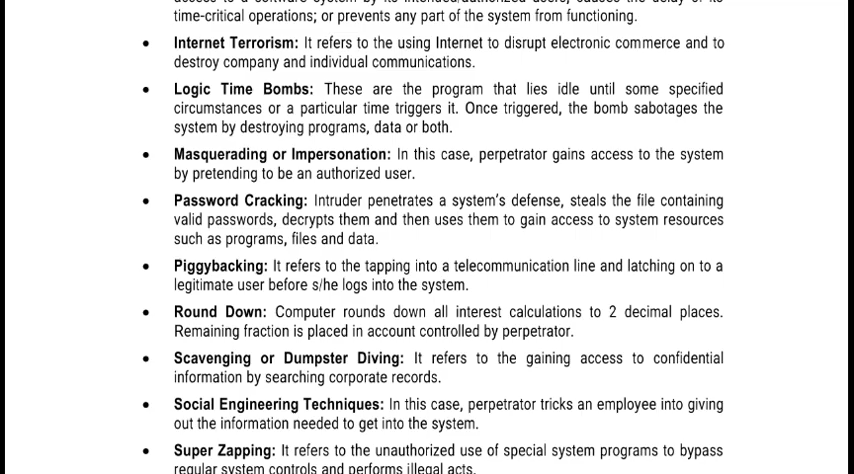 time-critical operations; or prevents any part of the system from functioning.
• Internet Terrorism: It refers to the using Internet to disrupt electronic commerce and to
destroy company and individual communications.
• Logic Time Bombs: These are the program that lies idle until some specified
circumstances or a particular time triggers it. Once triggered, the bomb sabotages the
system by destroying programs, data or both.
• Masquerading or Impersonation: In this case, perpetrator gains access to the system
by pretending to be an authorized user.
• Password Cracking: Intruder penetrates a system's defense, steals the file containing
valid passwords, decrypts them and then uses them to gain access to system resources
such as programs, files and data.
• Piggybacking: It refers to the tapping into a telecommunication line and latching on to a
legitimate user before s/he logs into the system.
• Round Down: Computer rounds down all interest calculations to 2 decimal places.
Remaining fraction is placed in account controlled by perpetrator.
• Scavenging or Dumpster Diving: It refers to the gaining access to confidential
information by searching corporate records.
• Social Engineering Techniques: In this case, perpetrator tricks an employee into giving
out the information needed to get into the system.
• Super Zapping: It refers to the unauthorized use of special system programs to bypass
regular system controls and performs illegal acts.